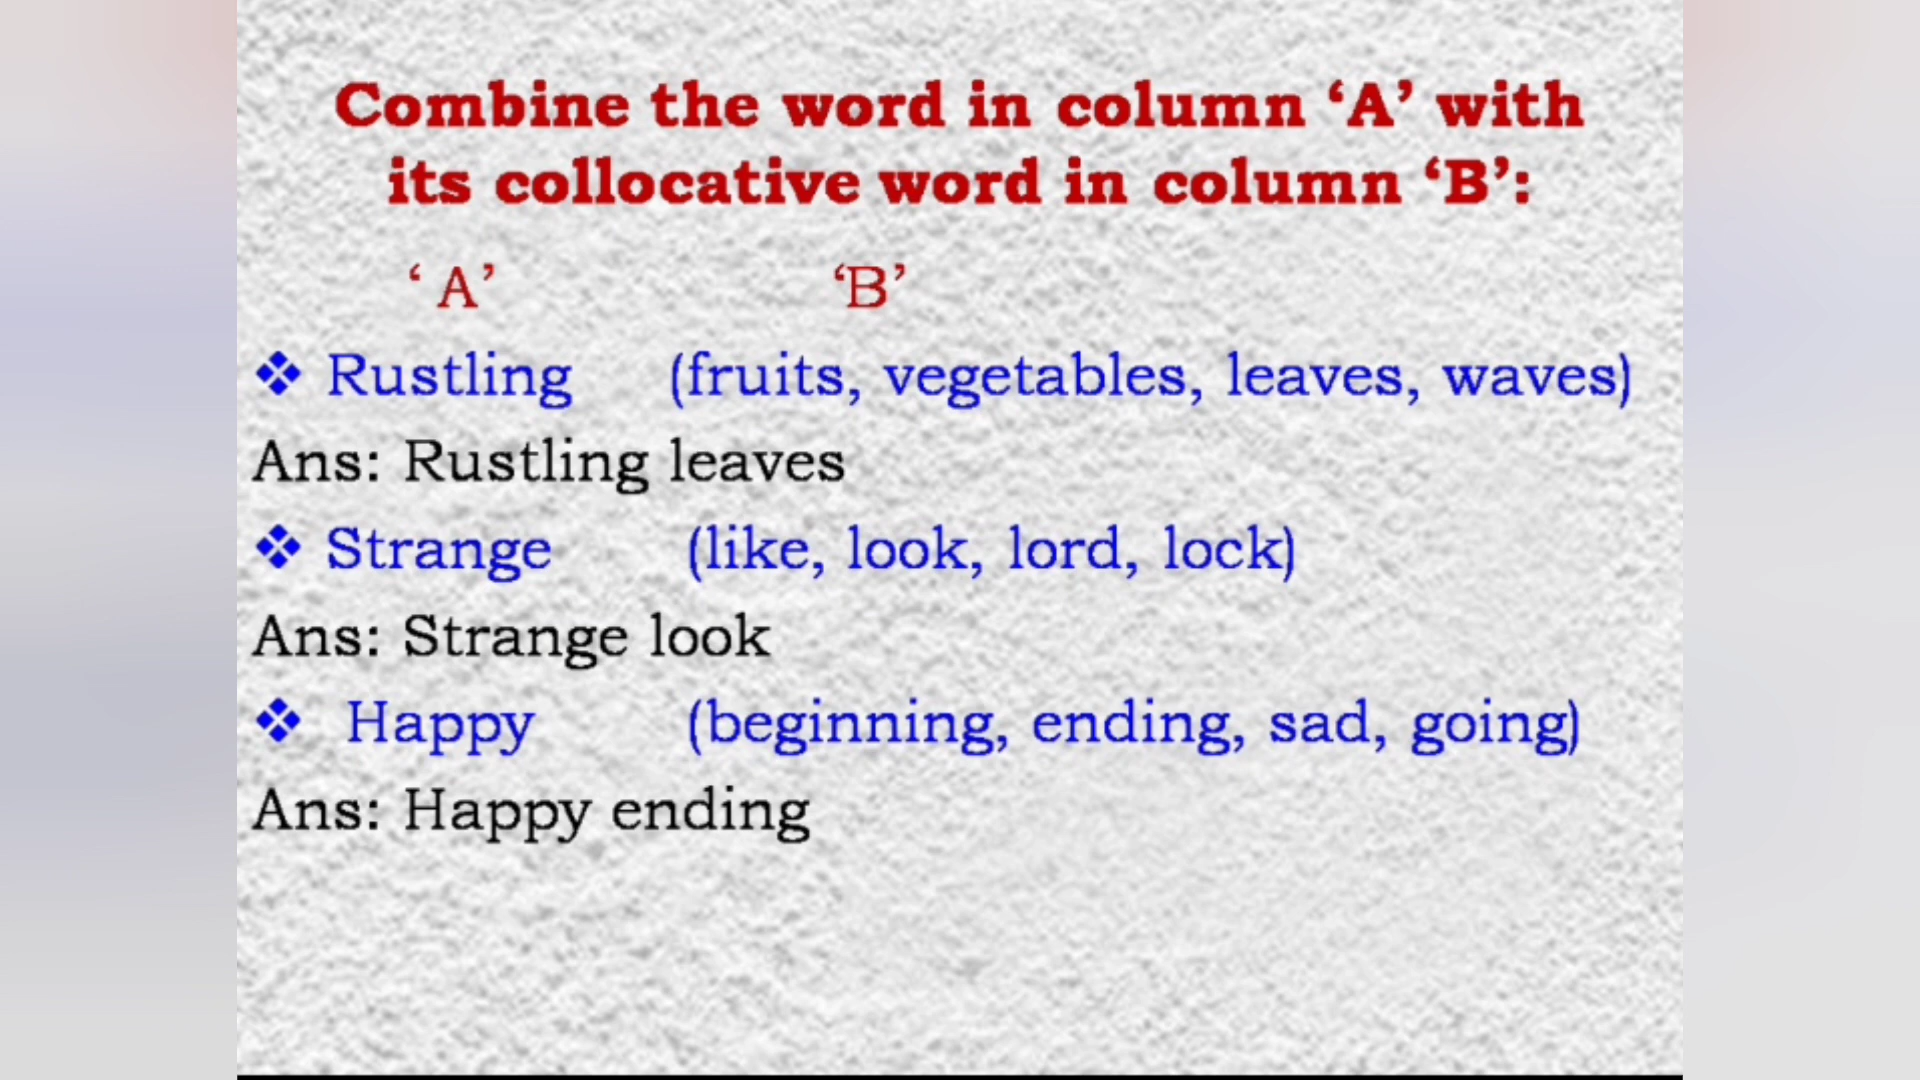 Combine the word in column ‘A’ with
its collocative word in column ‘B’:
‘ A’ ‘B’
❖ Rustling (fruits, vegetables, leaves, waves)
Ans: Rustling leaves
❖ Strange (like, look, lord, lock)
Ans: Strange look
❖ Happy (beginning, ending, sad, going)
Ans: Happy ending